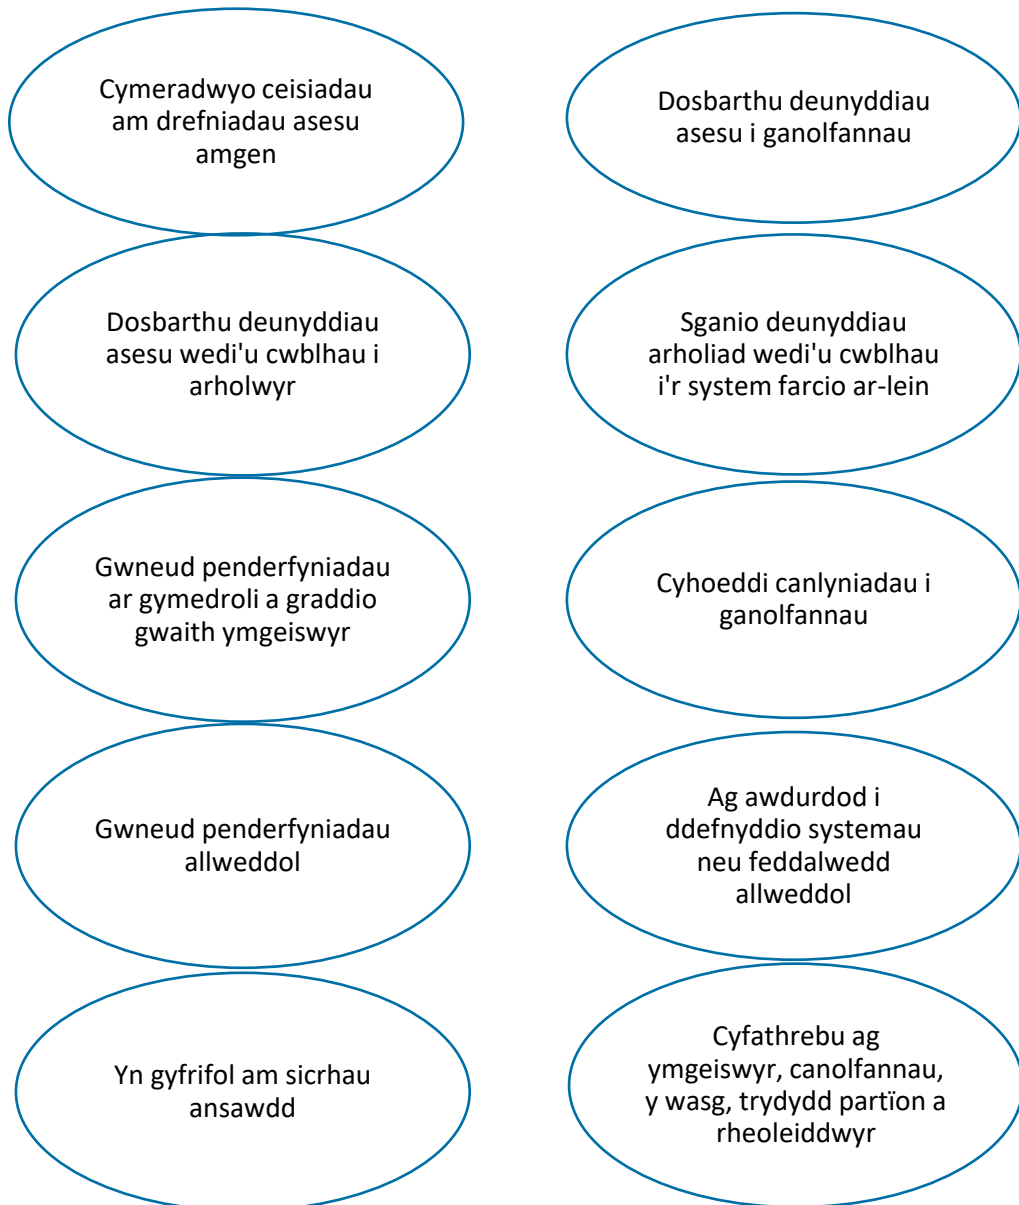 Cymeradwyo ceisiadau
am drefniadau asesu
amgen
Dosbarthu deunyddiau
asesu i ganolfannau
Dosbarthu deunyddiau
asesu wedi'u cwblhau i
arholwyr
Sganio deunyddiau
arholiad wedi'u cwblhau
i'r system farcio ar-lein
Gwneud penderfyniadau
ar gymedroli a graddio
gwaith ymgeiswyr
Cyhoeddi canlyniadau i
ganolfannau
Gwneud penderfyniadau
allweddol
Ag awdurdod i
ddefnyddio systemau
neu feddalwedd
allweddol
Yn gyfrifol am sicrhau
ansawdd
Cyfathrebu ag
ymgeiswyr, canolfannau,
y wasg, trydydd partïon a
rheoleiddwyr